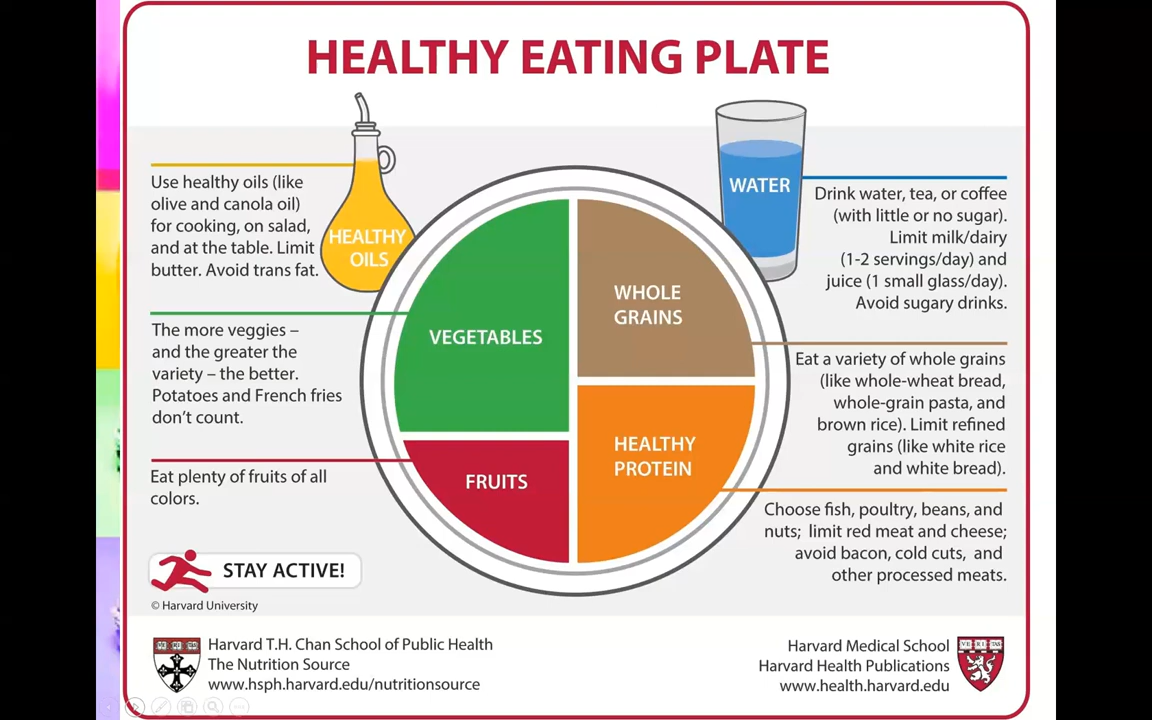 HEALTHY EATING PLATE
Use healthy oils (like
olive and canola oil)
for cooking, on salad,
and at the table. Limit
butter. Avoid trans fat.
HEALTHY
OILS
The more veggies –
and the greater the
variety – the better.
Potatoes and French fries
don’t count.
Eat plenty of fruits of all
colors.
VEGETABLES
FRUITS
WHOLE
GRAINS
HEALTHY
PROTEIN
WATER
Drink water, tea, or coffee
(with little or no sugar).
Limit milk/dairy
(1-2 servings/day) and
juice (1 small glass/day).
Avoid sugary drinks.
Eat a variety of whole grains
(like whole-wheat bread,
whole-grain pasta, and
brown rice). Limit refined
grains (like white rice
and white bread).
Choose fish, poultry, beans, and
nuts; limit red meat and cheese;
avoid bacon, cold cuts, and
other processed meats.
STAY ACTIVE!
© Harvard University
Harvard T.H. Chan School of Public Health
The Nutrition Source
www.hsph.harvard.edu/nutritionsource
Harvard Medical School
Harvard Health Publications
www.health.harvard.edu